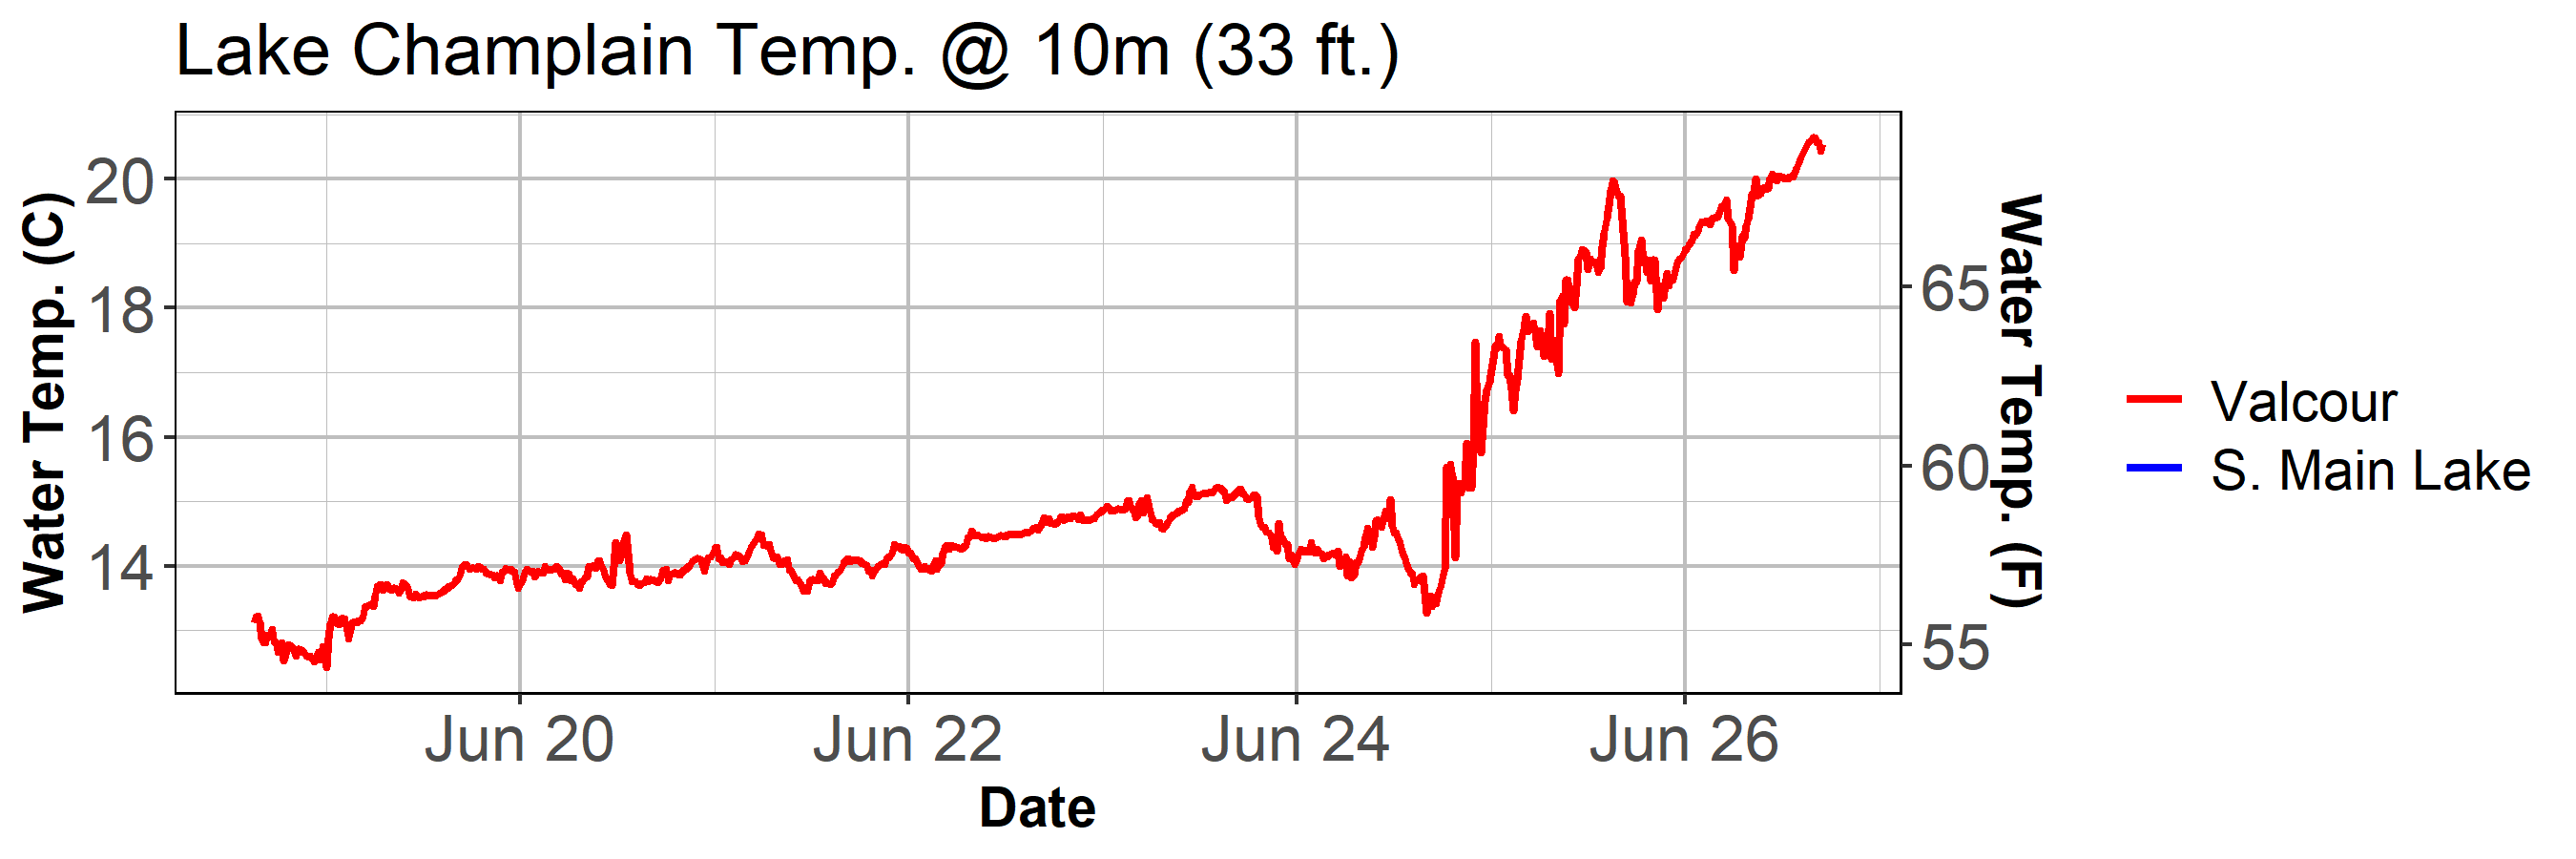 Lake Champlain Temp. @ 10m (33 ft.)
Water Temp. (C)
20
18
16
14
65
60
55
Water Temp. (F)
Jun 20
Jun 22
Jun 24
Jun 26
Date
Valcour
S. Main Lake